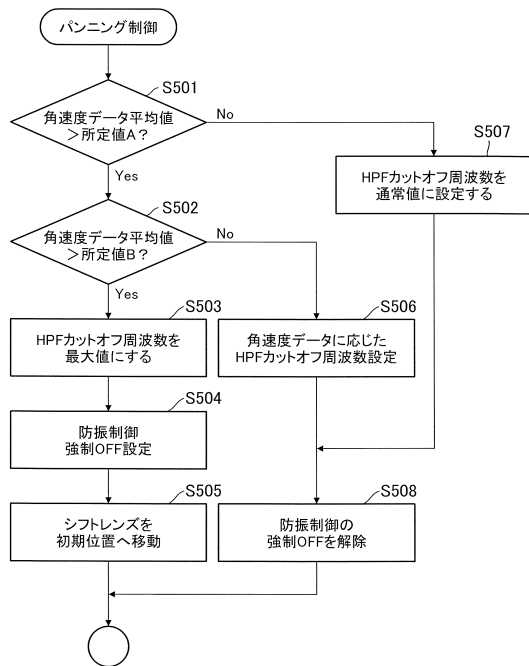 パンニング制御
S501
角速度データ平均値
＞所定値A？
No
Yes
S507
HPFカットオフ周波数を
通常値に設定する
S502
角速度データ平均値
＞所定値B？
No
Yes
S503
HPFカットオフ周波数を
最大値にする
S506
角速度データに応じた
HPFカットオフ周波数設定
S504
防振制御
強制OFF設定
S505
シフトレンズを
初期位置へ移動
S508
防振制御の
強制OFFを解除